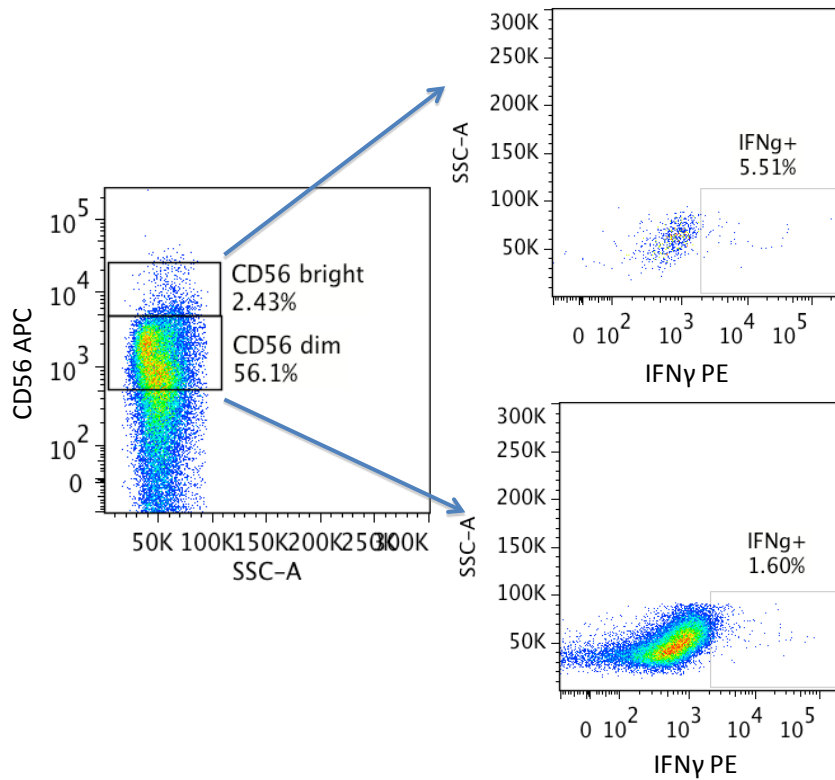 300K
250K
200K
150K
100K
50K
SSC-A
IFNg+
5.51%
0 10² 10³ 10⁴ 10⁵
IFNγ PE
10⁵
10⁴
10³
10²
0
CD56 APC
CD56 bright
2.43%
CD56 dim
56.1%
50K 100K 150K 200K 250K 300K
SSC-A
300K
250K
200K
150K
100K
50K
SSC-A
IFNg+
1.60%
0 10² 10³ 10⁴ 10⁵
IFNγ PE